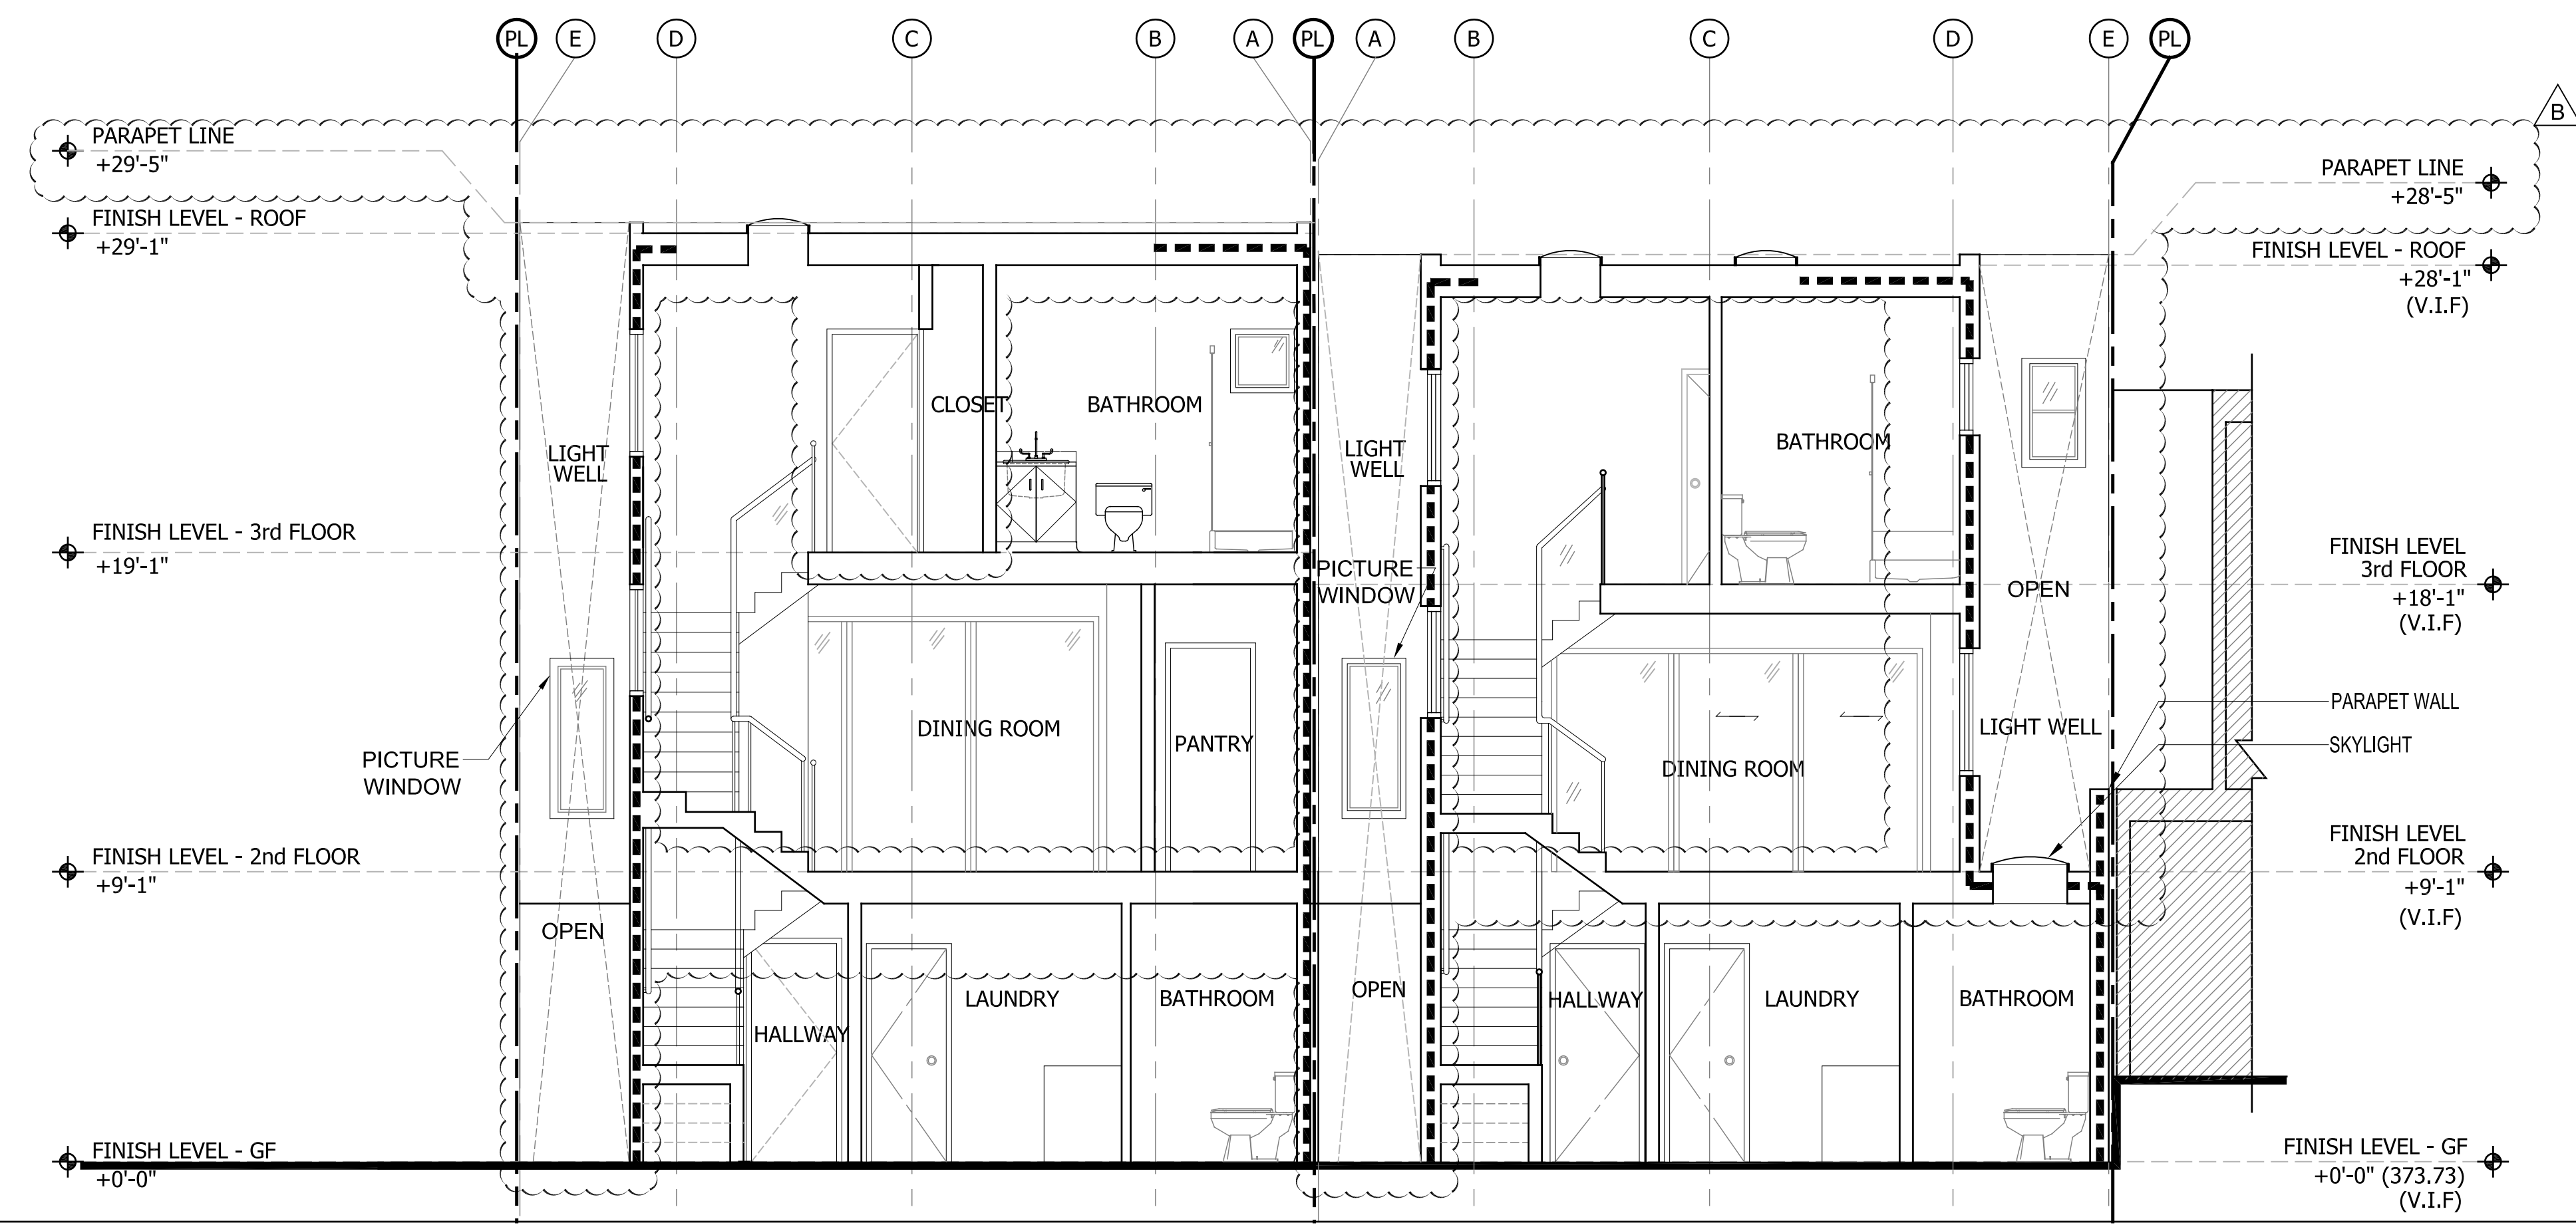 PL E D C B A PL A B C D E PL
B
PARAPET LINE
+29'-5"
FINISH LEVEL - ROOF
+29'-1"
PARAPET LINE
+28'-5"
FINISH LEVEL - ROOF
+28'-1"
(V.I.F)
CLOSET
BATHROOM
LIGHT
WELL
LIGHT
WELL
BATHROOM
FINISH LEVEL - 3rd FLOOR
+19'-1"
PICTURE
WINDOW
OPEN
FINISH LEVEL
3rd FLOOR
+18'-1"
(V.I.F)
DINING ROOM
PANTRY
PICTURE
WINDOW
DINING ROOM
LIGHT WELL
PARAPET WALL
SKYLIGHT
FINISH LEVEL - 2nd FLOOR
+9'-1"
FINISH LEVEL
2nd FLOOR
+9'-1"
(V.I.F)
OPEN
HALLWAY
LAUNDRY
BATHROOM
OPEN
HALLWAY
LAUNDRY
BATHROOM
FINISH LEVEL - GF
+0'-0"
FINISH LEVEL - GF
+0'-0" (373.73)
(V.I.F)